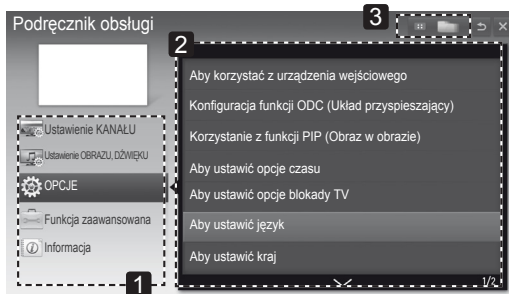 Podręcznik obsługi
3
2
Aby korzystać z urządzenia wejściowego
Konfiguracja funkcji ODC (Układ przyspieszający)
Korzystanie z funkcji PIP (Obraz w obrazie)
Aby ustawić opcje czasu
Aby ustawić opcje blokady TV
Aby ustawić język
Aby ustawić kraj
1/2
Ustawienie KANAŁU
Ustawienie OBRAZU, DŹWIĘKU
OPCJE
Funkcja zaawansowana
Informacja
1